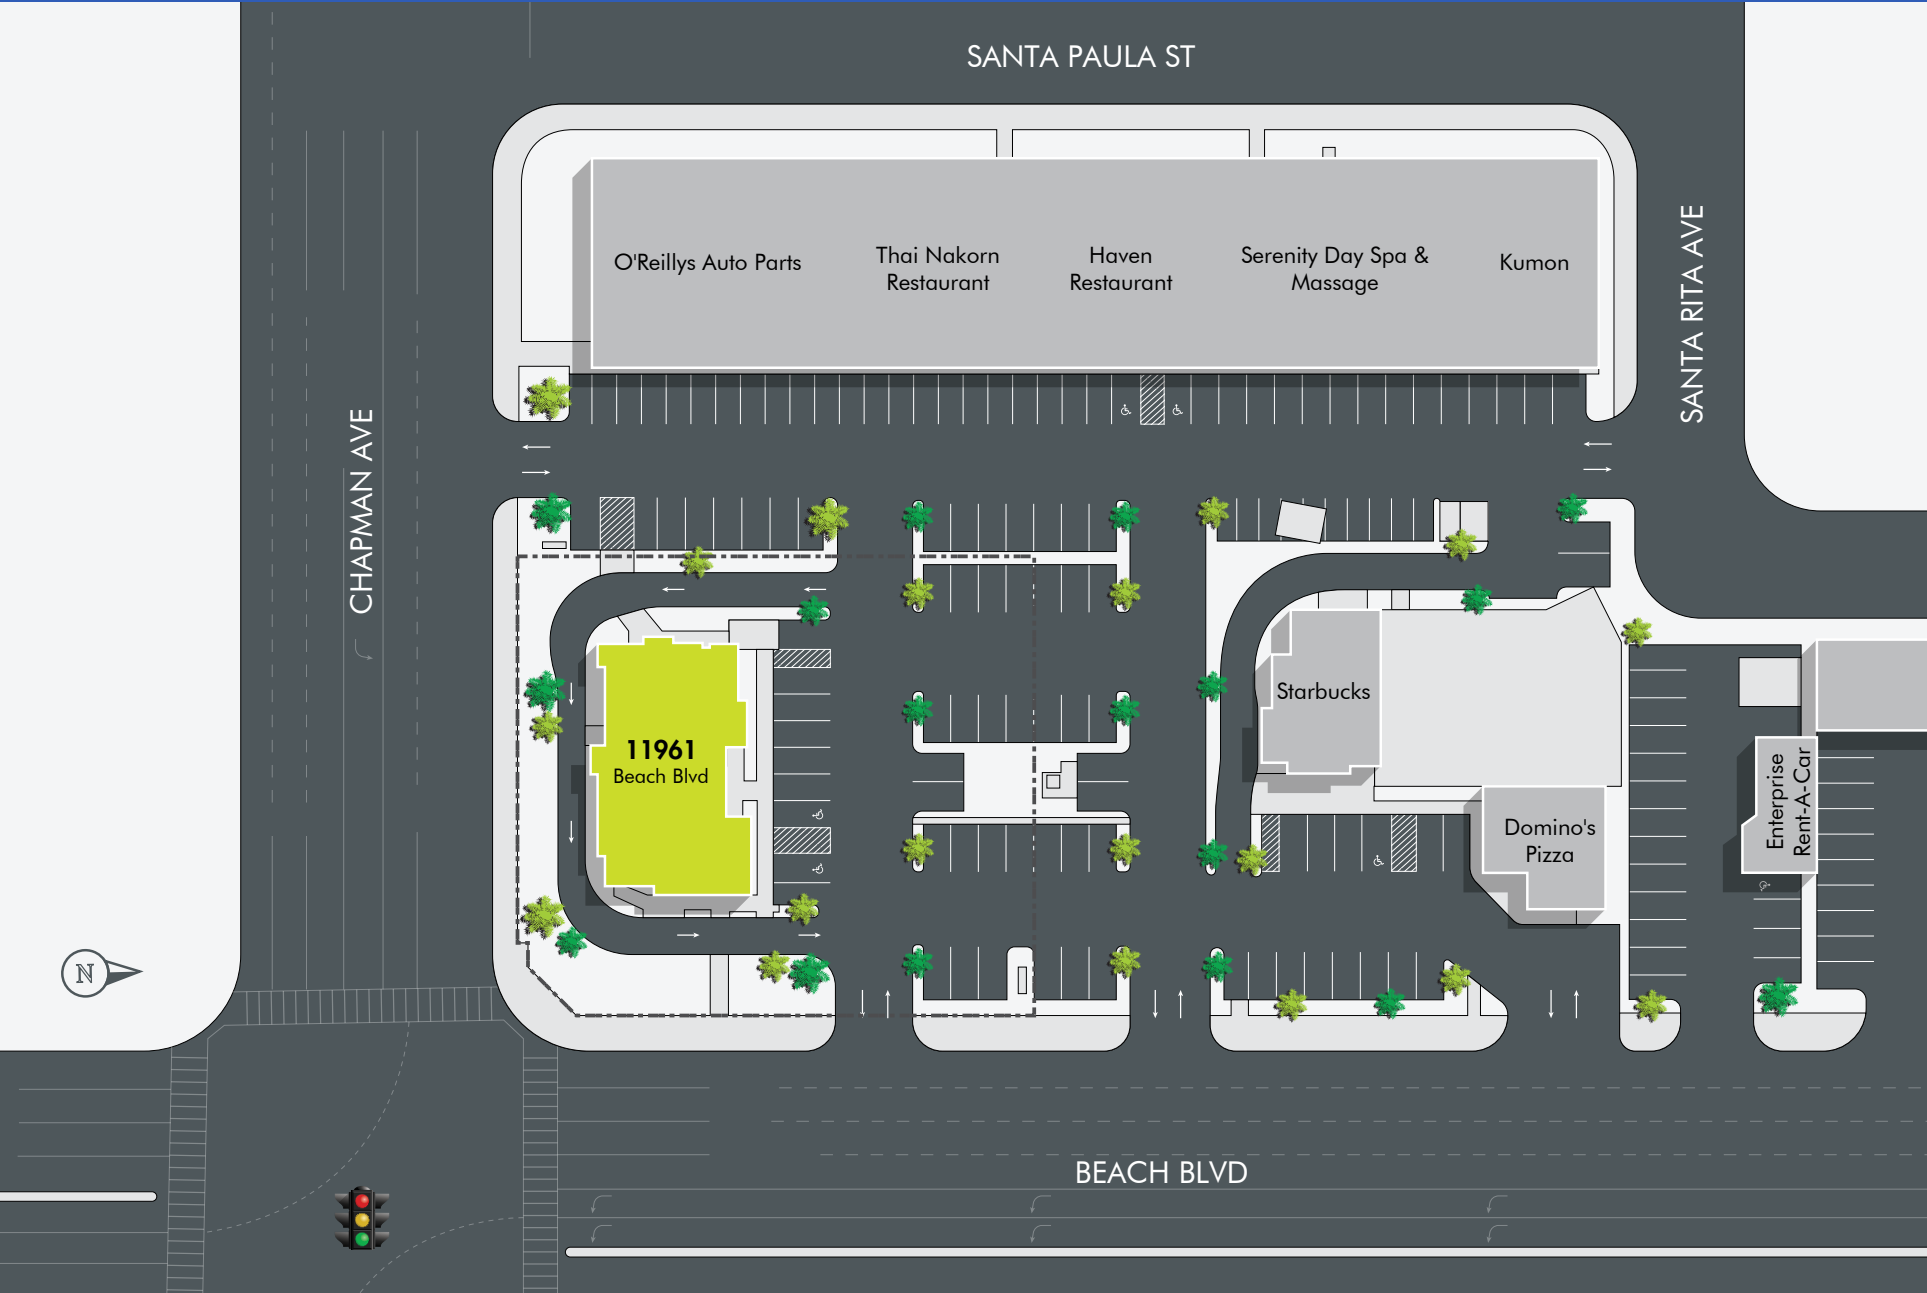 SANTA PAULA ST
O'Reillys Auto Parts
Thai Nakorn
Restaurant
Haven
Restaurant
Serenity Day Spa &
Massage
Kumon
SANTA RITA AVE
CHAPMAN AVE
Starbucks
11961
Beach Blvd
Domino's
Pizza
Enterprise
Rent-A-Car
N
BEACH BLVD